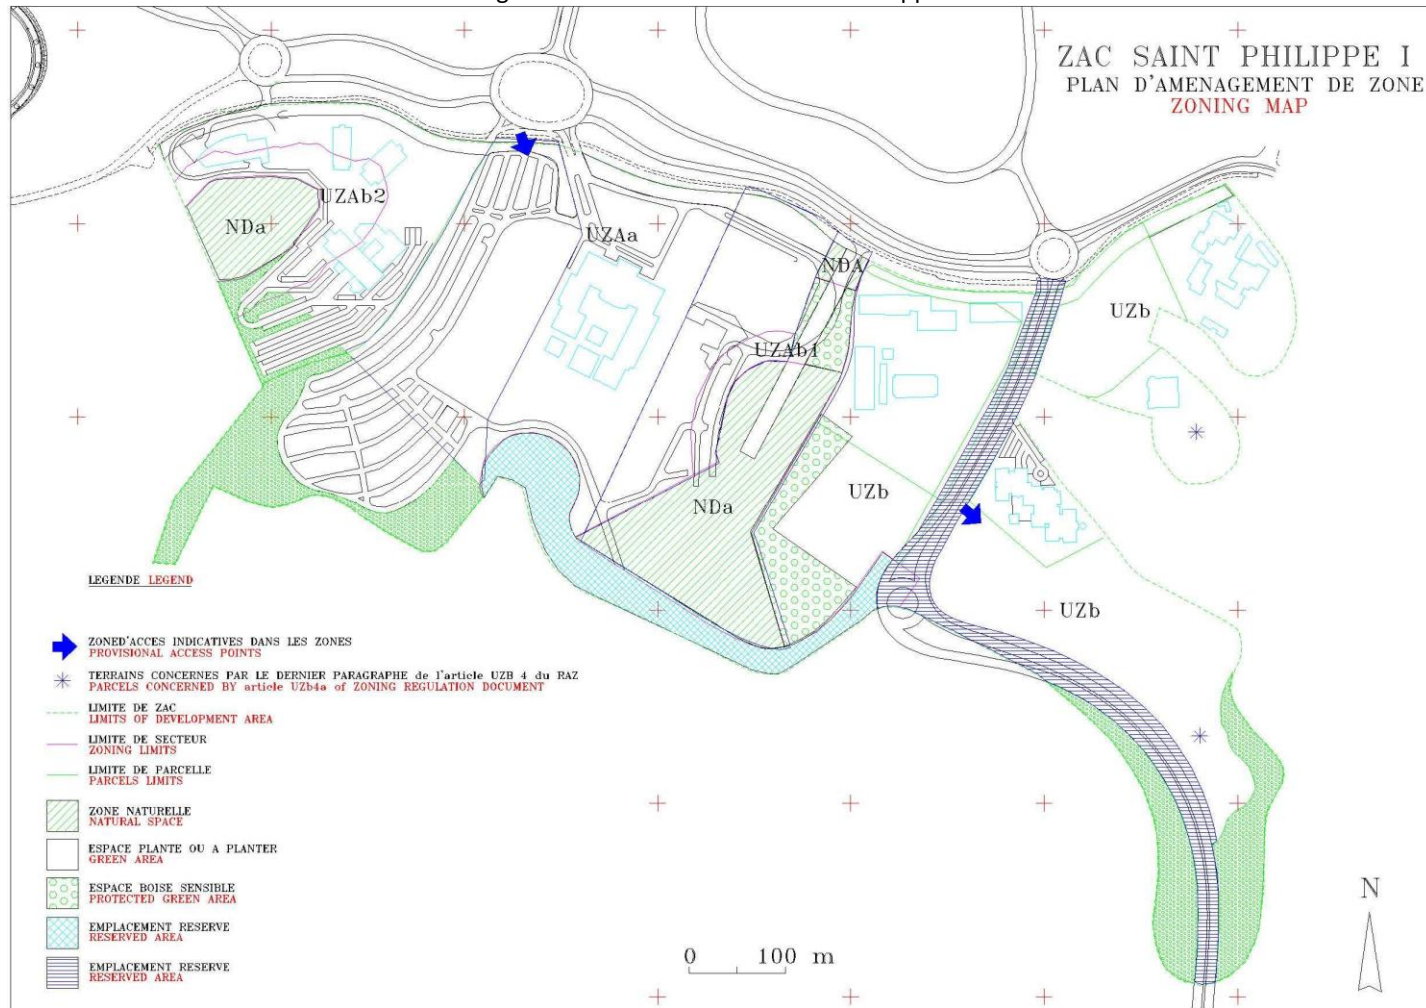 ZAC SAINT PHILIPPE I
PLAN D'AMENAGEMENT DE ZONE
ZONING MAP
UZAb2
NDa
UZAa
NDA
UZb
UZAb1
UZb
NDa
UZb
LEGENDE LEGEND
ZONED'ACCES INDICATIVES DANS LES ZONES
PROVISIONAL ACCESS POINTS
TERRAINS CONCERNES PAR LE DERNIER PARAGRAPHE de l'article UZB 4 du RAZ
PARCELS CONCERNED BY article UZb4a of ZONING REGULATION DOCUMENT
LIMITE DE ZAC
LIMITS OF DEVELOPMENT AREA
LIMITE DE SECTEUR
ZONING LIMITS
LIMITE DE PARCELLE
PARCELS LIMITS
ZONE NATURELLE
NATURAL SPACE
ESPACE PLANTE OU A PLANTER
GREEN AREA
ESPACE BOISE SENSIBLE
PROTECTED GREEN AREA
EMPLACEMENT RESERVE
RESERVED AREA
EMPLACEMENT RESERVE
RESERVED AREA
0 100 m
N